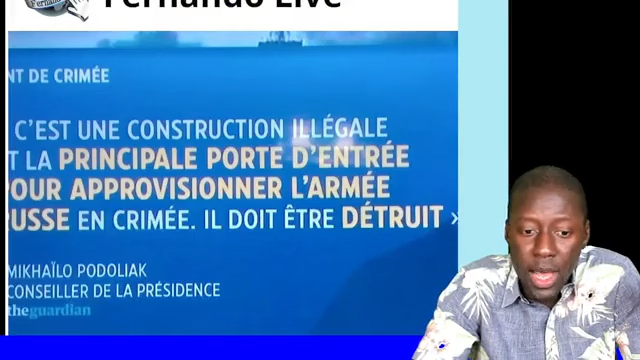 Fernando Live
NT DE CRIMÉE
C'EST UNE CONSTRUCTION ILLÉGALE
T LA PRINCIPALE PORTE D'ENTRÉE
POUR APPROVISIONNER L'ARMÉE
RUSSE EN CRIMÉE. IL DOIT ÊTRE DÉTRUIT »
MIKHAÏLO PODOLIAK
CONSEILLER DE LA PRÉSIDENCE
theguardian